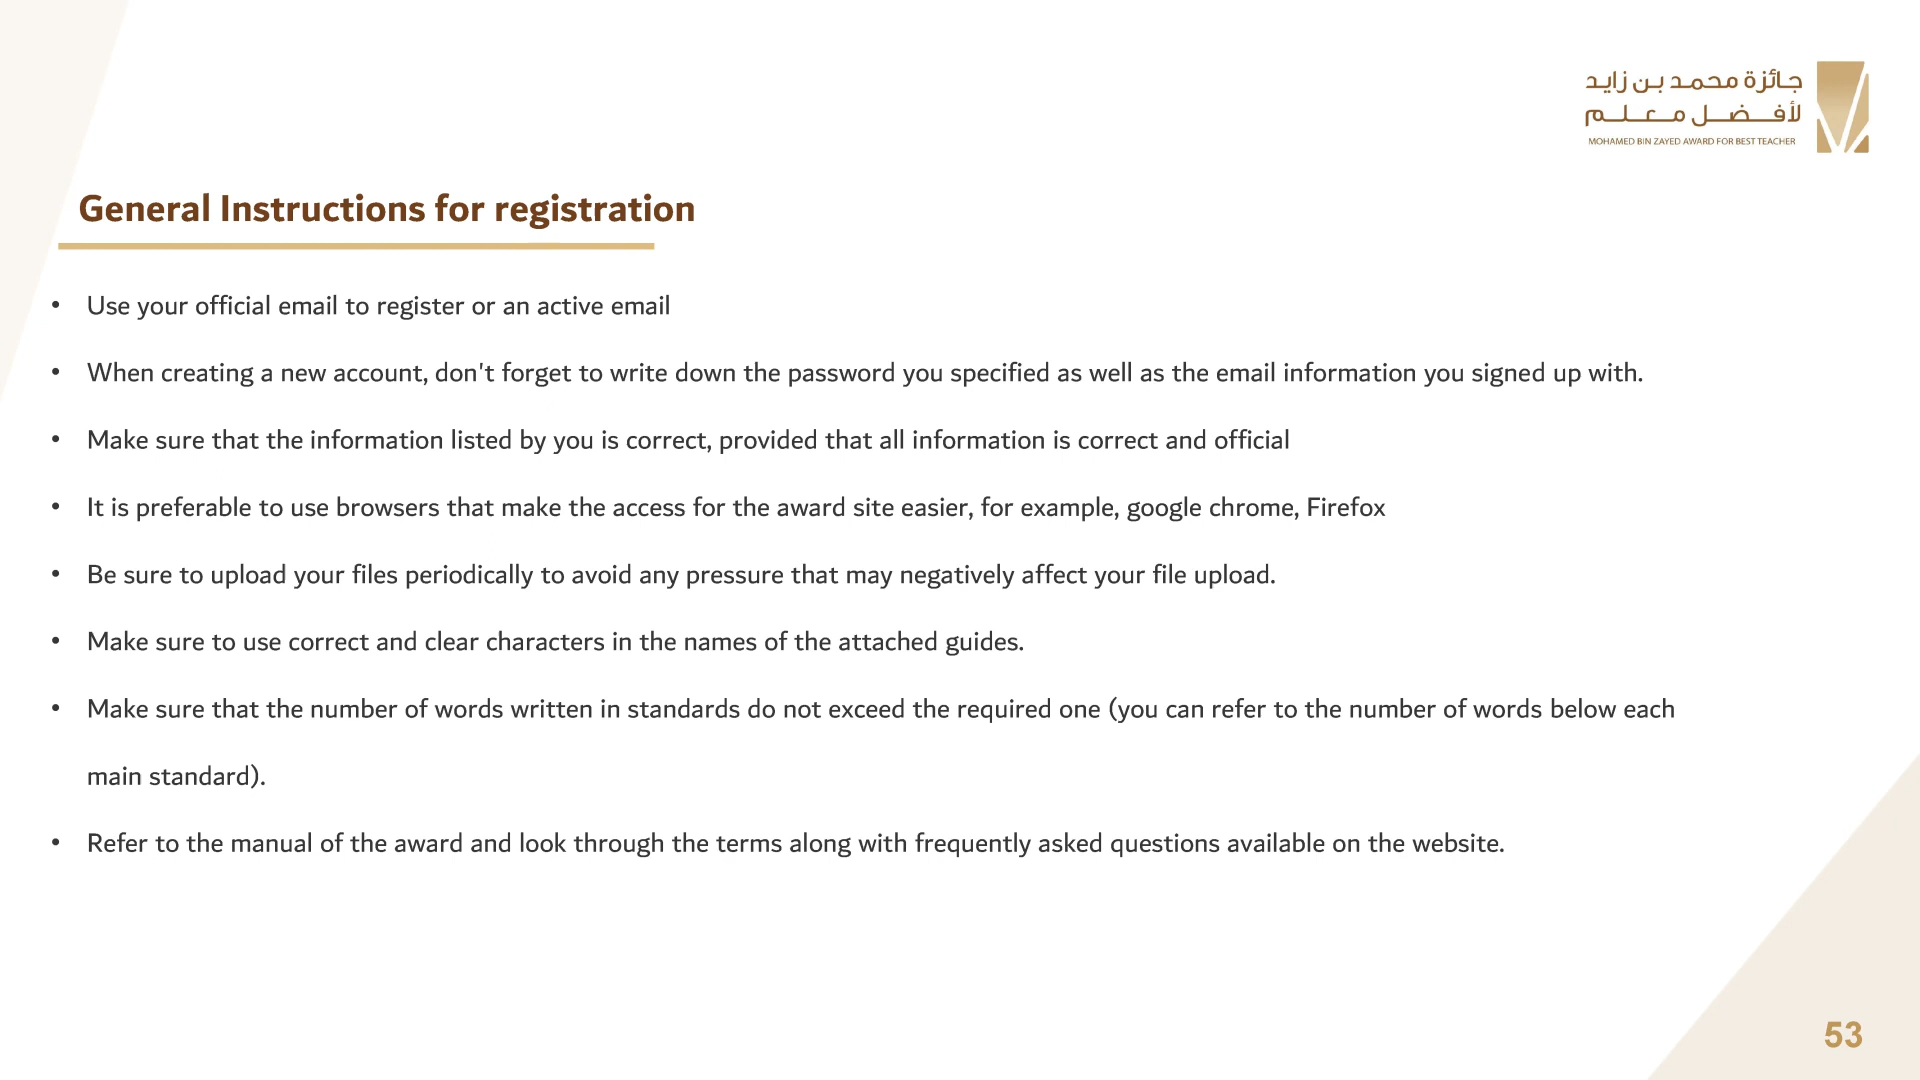 جائزة محمد بن زايد
لأفضل معلم
MOHAMED BIN ZAYED AWARD FOR BEST TEACHER
General Instructions for registration
• Use your official email to register or an active email
• When creating a new account, don't forget to write down the password you specified as well as the email information you signed up with.
• Make sure that the information listed by you is correct, provided that all information is correct and official
• It is preferable to use browsers that make the access for the award site easier, for example, google chrome, Firefox
• Be sure to upload your files periodically to avoid any pressure that may negatively affect your file upload.
• Make sure to use correct and clear characters in the names of the attached guides.
• Make sure that the number of words written in standards do not exceed the required one (you can refer to the number of words below each
main standard).
• Refer to the manual of the award and look through the terms along with frequently asked questions available on the website.
53